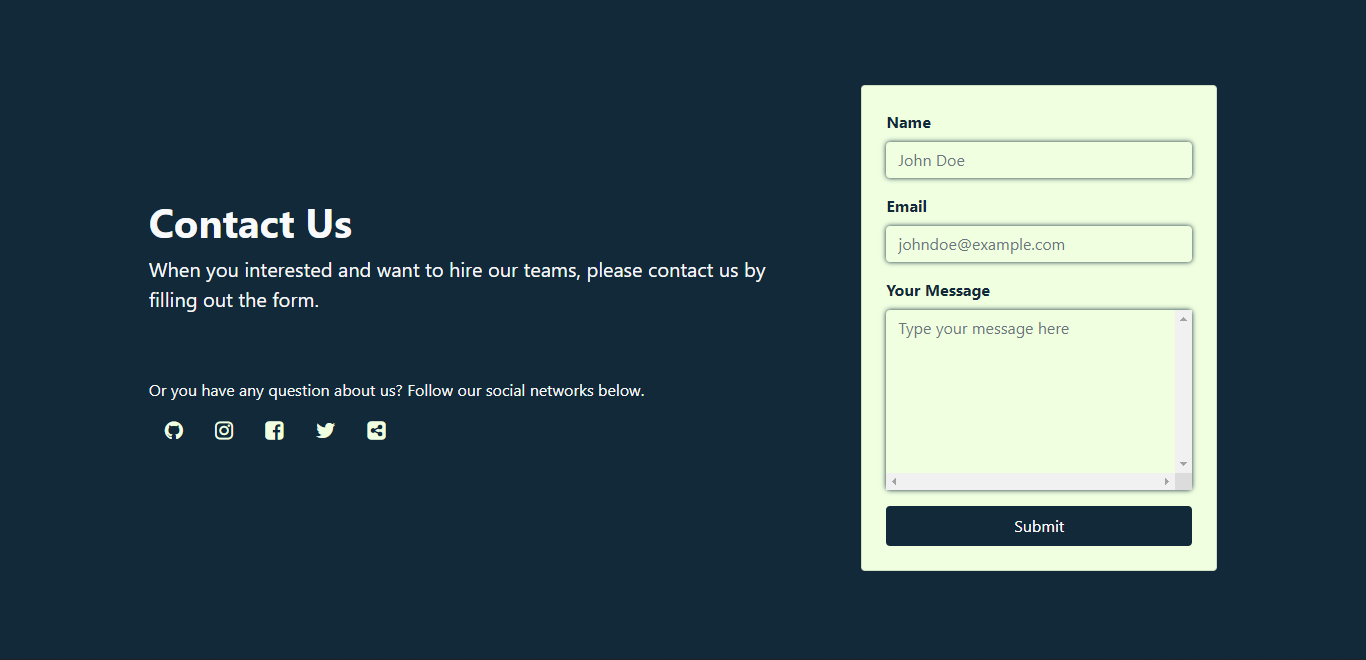 Contact Us
When you interested and want to hire our teams, please contact us by
filling out the form.
Or you have any question about us? Follow our social networks below.
Name
John Doe
Email
johndoe@example.com
Your Message
Type your message here
Submit